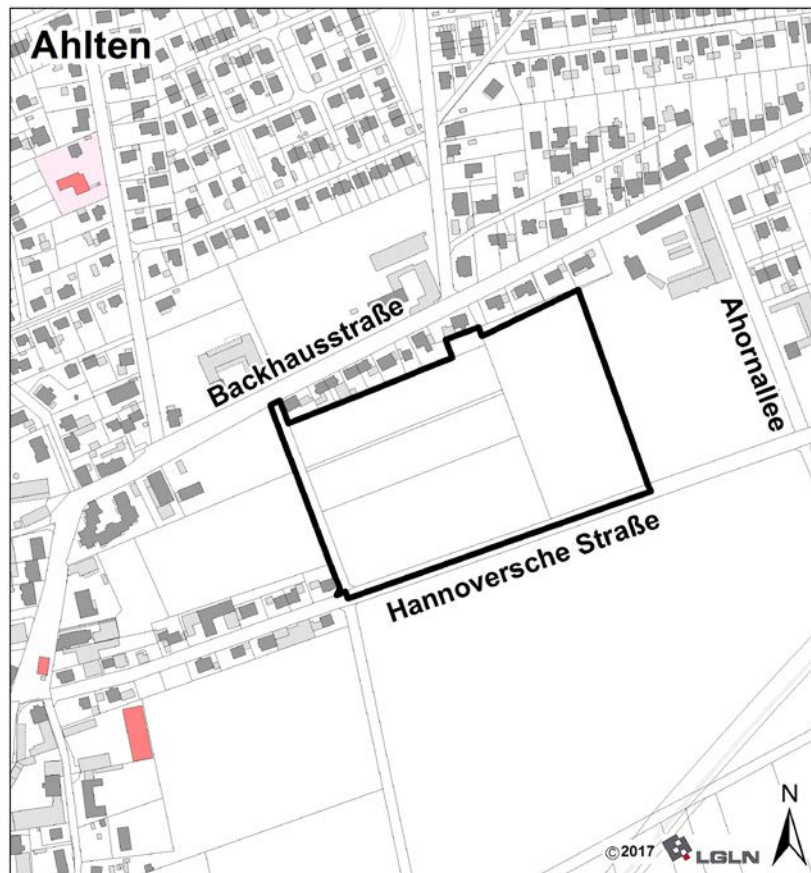 Ahlten
Backhausstraße
Ahornallee
Hannoversche Straße
N
©2017 LGLN